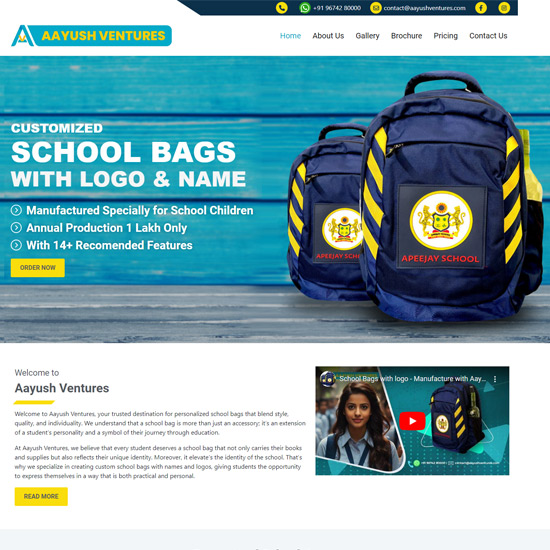 +91 96742 80000
contact@aayushventures.com
AAYUSH VENTURES
Home About Us Gallery Brochure Pricing Contact Us
CUSTOMIZED
SCHOOL BAGS
WITH LOGO & NAME
Manufactured Specially for School Children
Annual Production 1 Lakh Only
With 14+ Recomended Features
ORDER NOW
APEEJAY SCHOOL
APEEJAY SCHOOL
Welcome to
Aayush Ventures
Welcome to Aayush Ventures, your trusted destination for personalized school bags that blend style,
quality, and individuality. We understand that a school bag is more than just an accessory; it's an extension
of a student's personality and a symbol of their journey through education.
At Aayush Ventures, we believe that every student deserves a school bag that not only carries their books
and supplies but also reflects their unique identity. Moreover, it elevate's the identity of the school. That's
why we specialize in creating custom school bags with names and logos, giving students the opportunity
to express themselves in a way that is both practical and personal.
READ MORE
School Bags with logo - Manufacture with Aay...
+91 96742 80000
contact@aayushventures.com